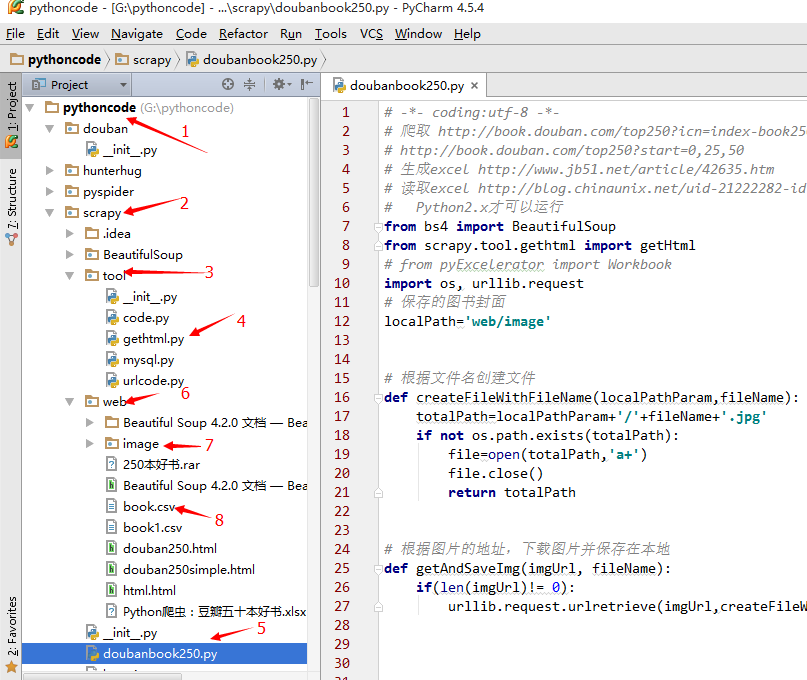 pythoncode - [G:\pythoncode] - ...\scrapy\doubanbook250.py - PyCharm 4.5.4
File Edit View Navigate Code Refactor Run Tools VCS Window Help
pythoncode scrapy doubanbook250.py
1: Project
7: Structure
2: Favorites
Project
pythoncode (G:\pythoncode)
1
douban
__init__.py
hunterhug
pyspider
scrapy
2
.idea
BeautifulSoup
tool
3
__init__.py
code.py
gethtml.py
4
mysql.py
urlcode.py
web
6
Beautiful Soup 4.2.0 文档 — Bea
image
7
250本好书.rar
Beautiful Soup 4.2.0 文档 — Bea
book.csv
8
book1.csv
douban250.html
douban250simple.html
html.html
Python爬虫：豆瓣五十本好书.xlsx
__init__.py
5
doubanbook250.py
doubanbook250.py
1 # -*- coding:utf-8 -*-
2 # 爬取 http://book.douban.com/top250?icn=index-book250
3 # http://book.douban.com/top250?start=0,25,50
4 # 生成excel http://www.jb51.net/article/42635.htm
5 # 读取excel http://blog.chinaunix.net/uid-21222282-id
6 #   Python2.x才可以运行
7 from bs4 import BeautifulSoup
8 from scrapy.tool.gethtml import getHtml
9 # from pyExcelerator import Workbook
10 import os, urllib.request
11 # 保存的图书封面
12 localPath='web/image'
13
14
15 # 根据文件名创建文件
16 def createFileWithFileName(localPathParam,fileName):
17     totalPath=localPathParam+'/'+fileName+'.jpg'
18     if not os.path.exists(totalPath):
19         file=open(totalPath,'a+')
20         file.close()
21         return totalPath
22
23
24 # 根据图片的地址，下载图片并保存在本地
25 def getAndSaveImg(imgUrl, fileName):
26     if(len(imgUrl)!= 0):
27         urllib.request.urlretrieve(imgUrl,createFileW
28
29
30